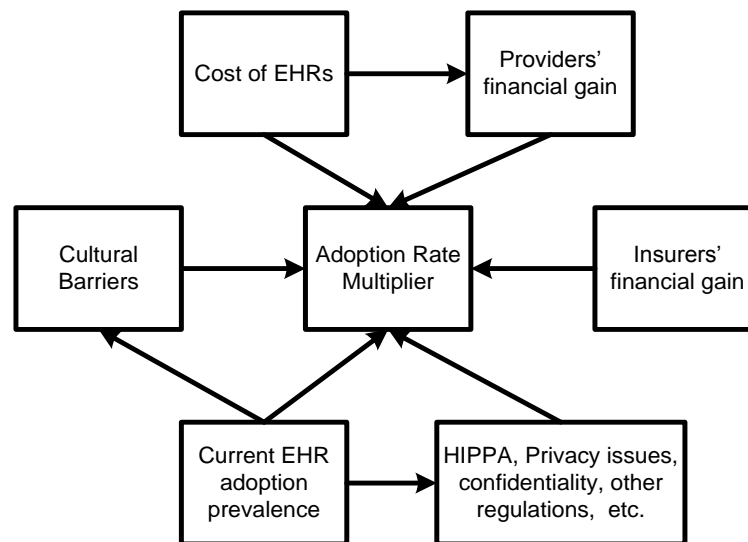 Cost of EHRs
Providers'
financial gain
Cultural
Barriers
Adoption Rate
Multiplier
Insurers'
financial gain
Current EHR
adoption
prevalence
HIPPA, Privacy issues,
confidentiality, other
regulations, etc.